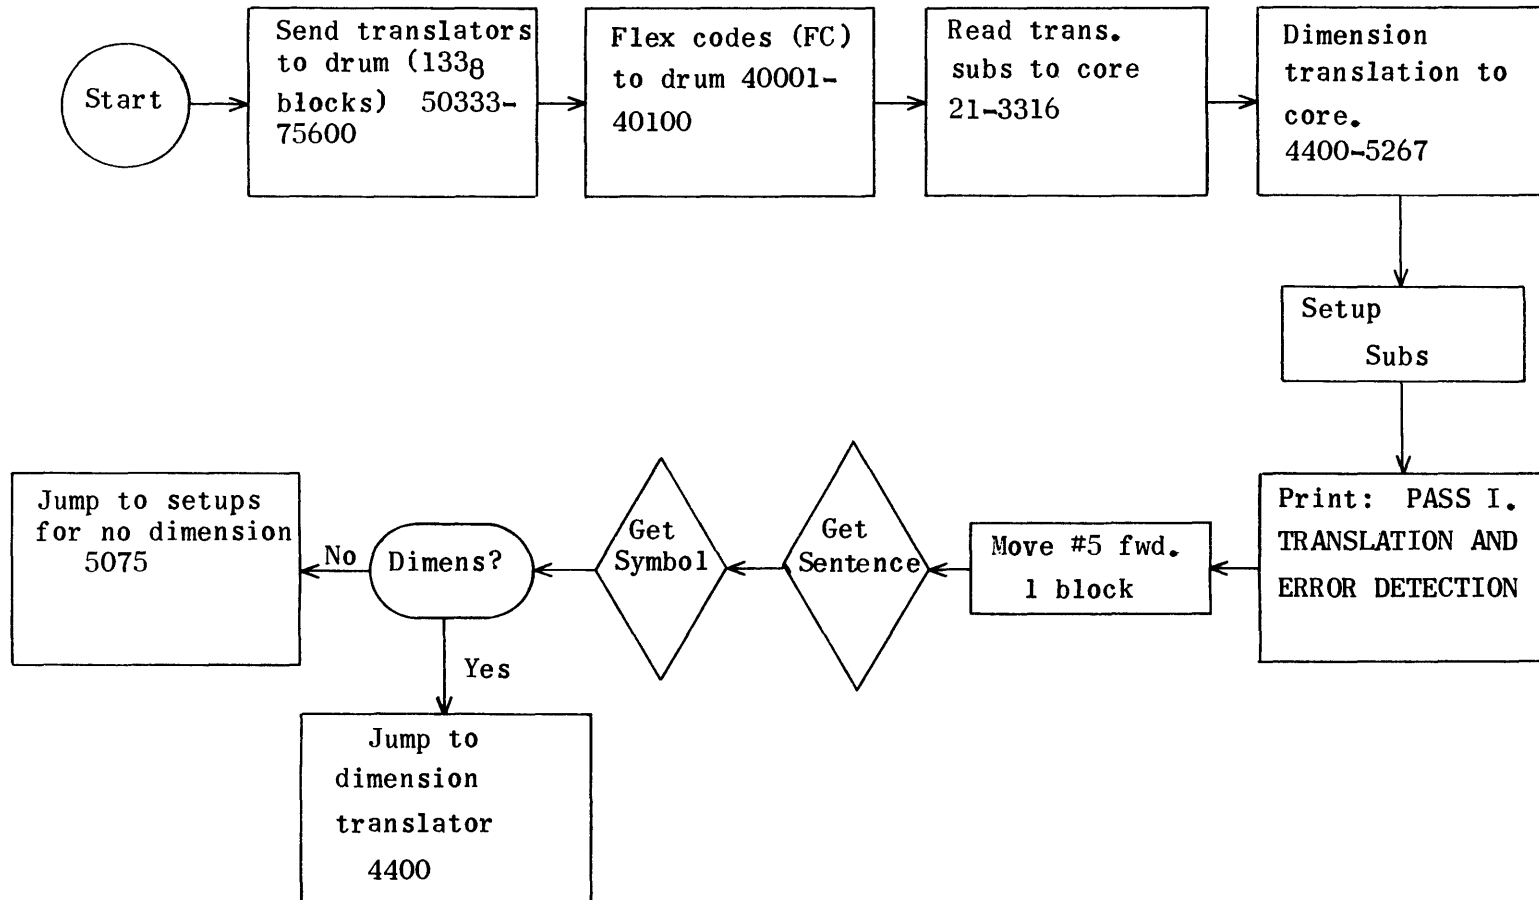 Start
Send translators
to drum (133₈
blocks) 50333-
75600
Flex codes (FC)
to drum 40001-
40100
Read trans.
subs to core
21-3316
Dimension
translation to
core.
4400-5267
Setup
Subs
Print: PASS I.
TRANSLATION AND
ERROR DETECTION
Move #5 fwd.
1 block
Get
Sentence
Get
Symbol
Dimens?
No
Jump to setups
for no dimension
5075
Yes
Jump to
dimension
translator
4400